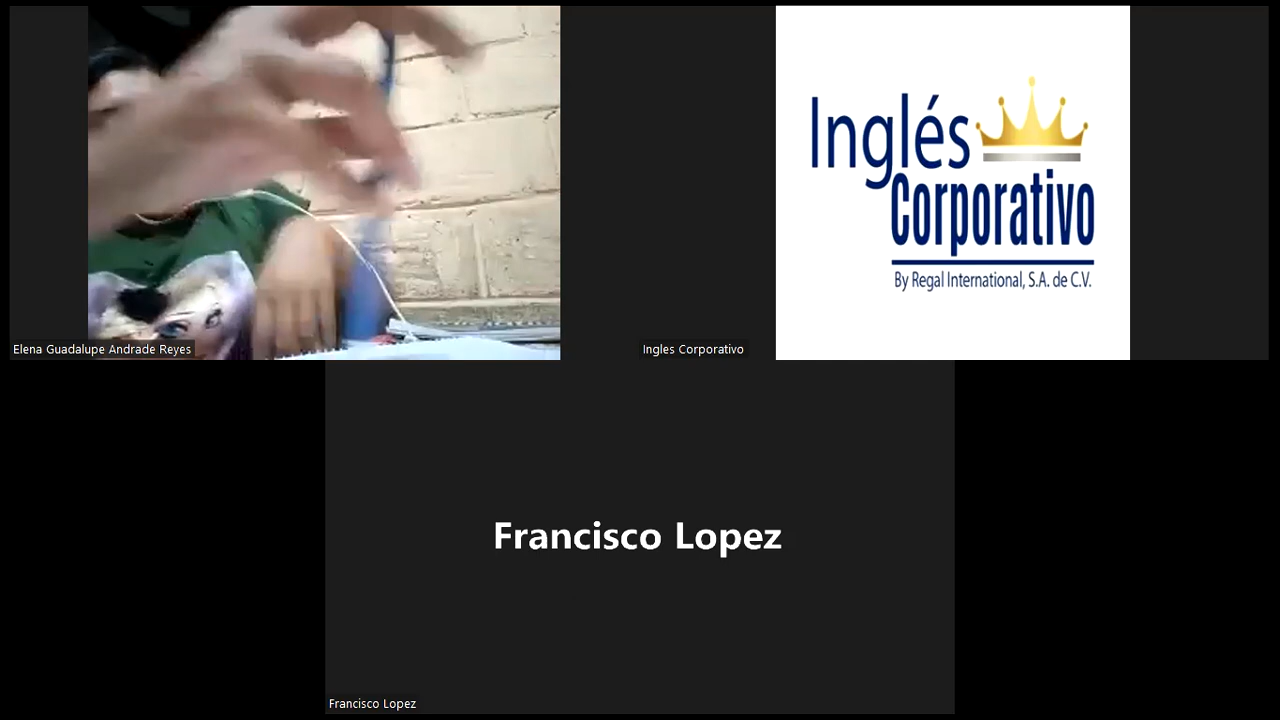 Inglés
Corporativo
By Regal International, S.A. de C.V.
Elena Guadalupe Andrade Reyes
Ingles Corporativo
Francisco Lopez
Francisco Lopez